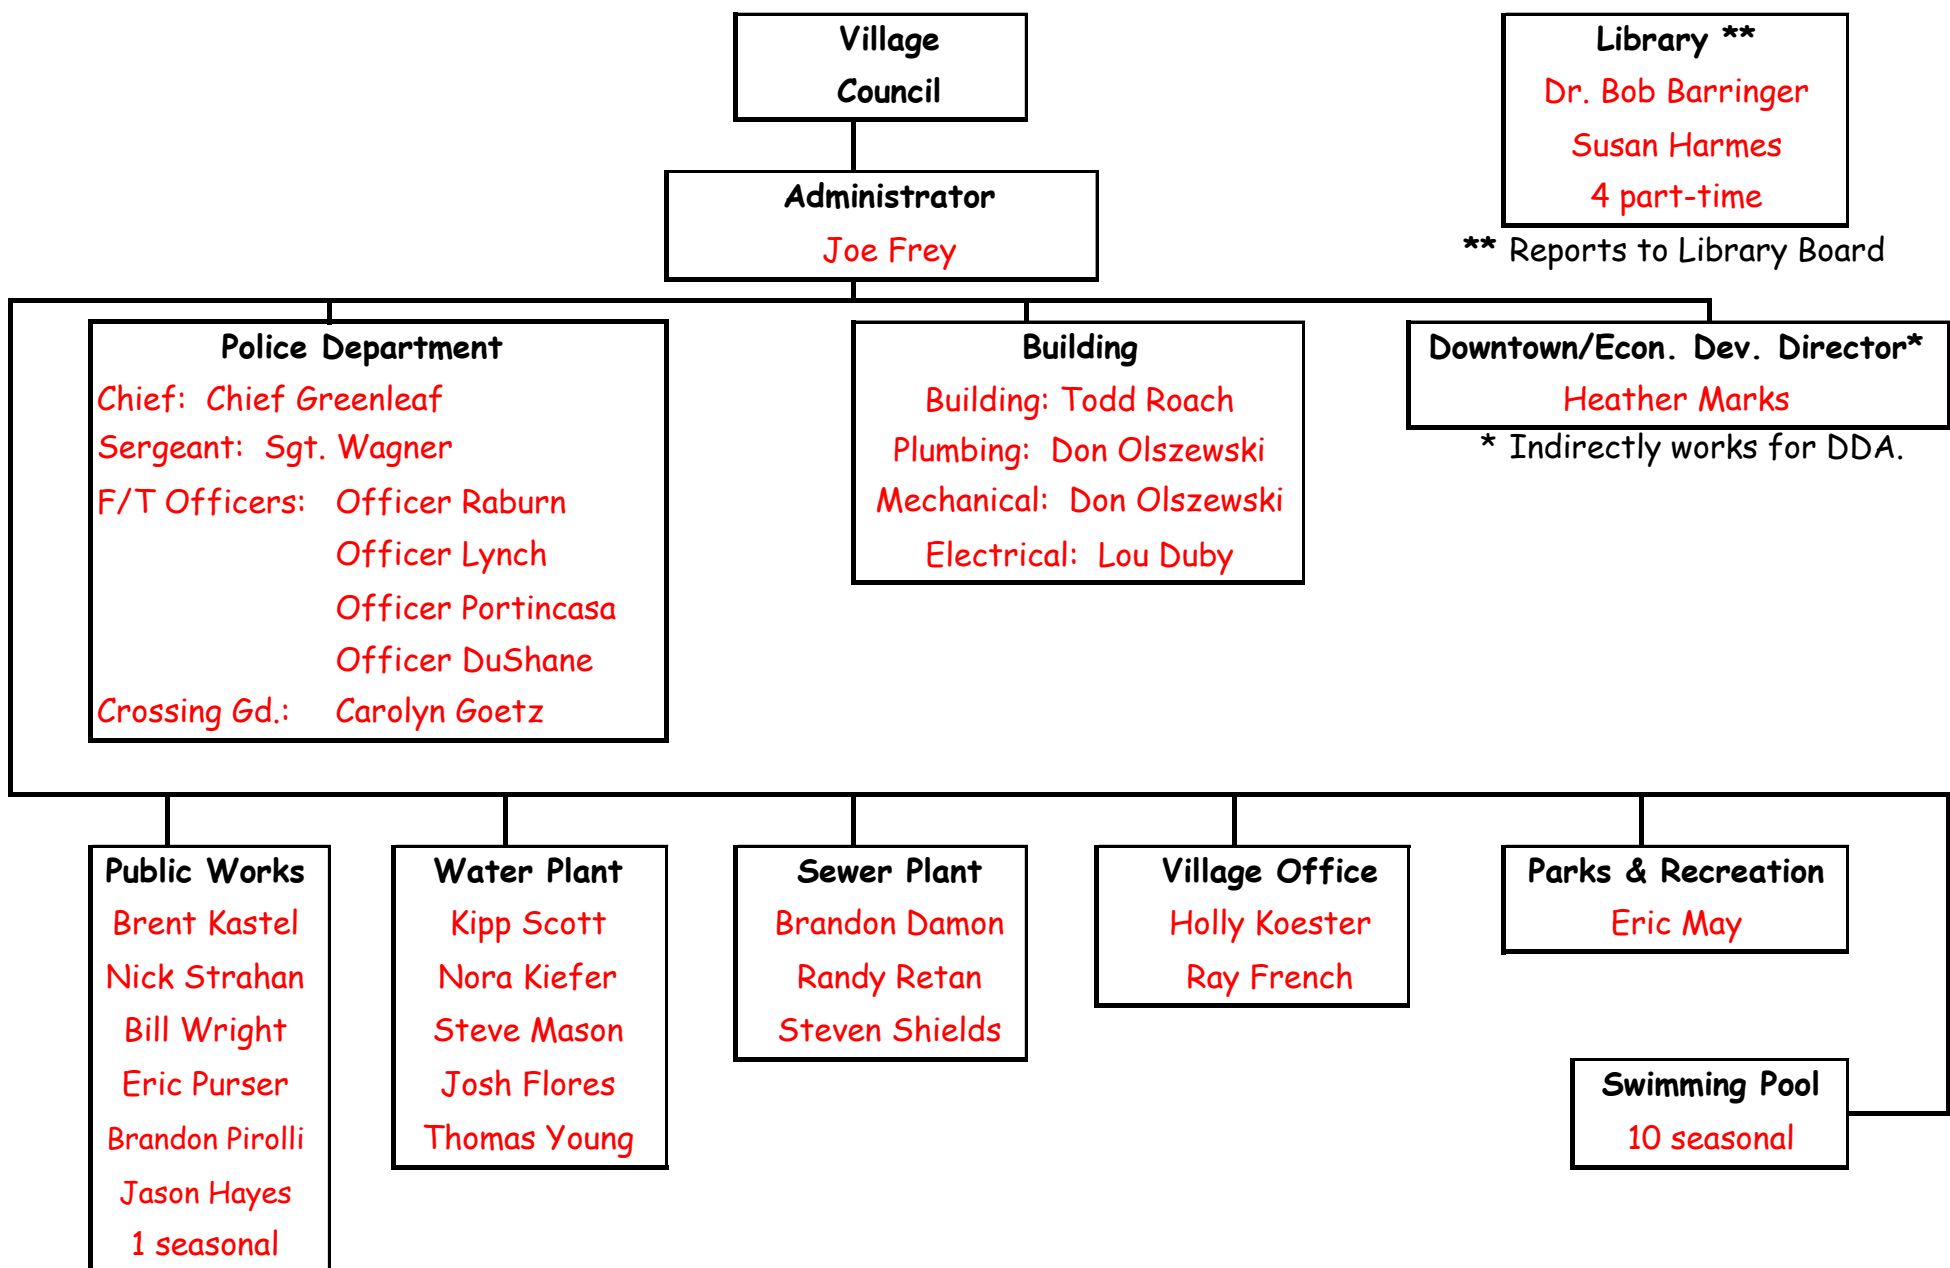 Village
Council
Library **
Dr. Bob Barringer
Susan Harmes
4 part-time
** Reports to Library Board
Administrator
Joe Frey
Police Department
Chief: Chief Greenleaf
Sergeant: Sgt. Wagner
F/T Officers: Officer Raburn
Officer Lynch
Officer Portincasa
Officer DuShane
Crossing Gd.: Carolyn Goetz
Building
Building: Todd Roach
Plumbing: Don Olszewski
Mechanical: Don Olszewski
Electrical: Lou Duby
Downtown/Econ. Dev. Director*
Heather Marks
* Indirectly works for DDA.
Public Works
Brent Kastel
Nick Strahan
Bill Wright
Eric Purser
Brandon Pirolli
Jason Hayes
1 seasonal
Water Plant
Kipp Scott
Nora Kiefer
Steve Mason
Josh Flores
Thomas Young
Sewer Plant
Brandon Damon
Randy Retan
Steven Shields
Village Office
Holly Koester
Ray French
Parks & Recreation
Eric May
Swimming Pool
10 seasonal